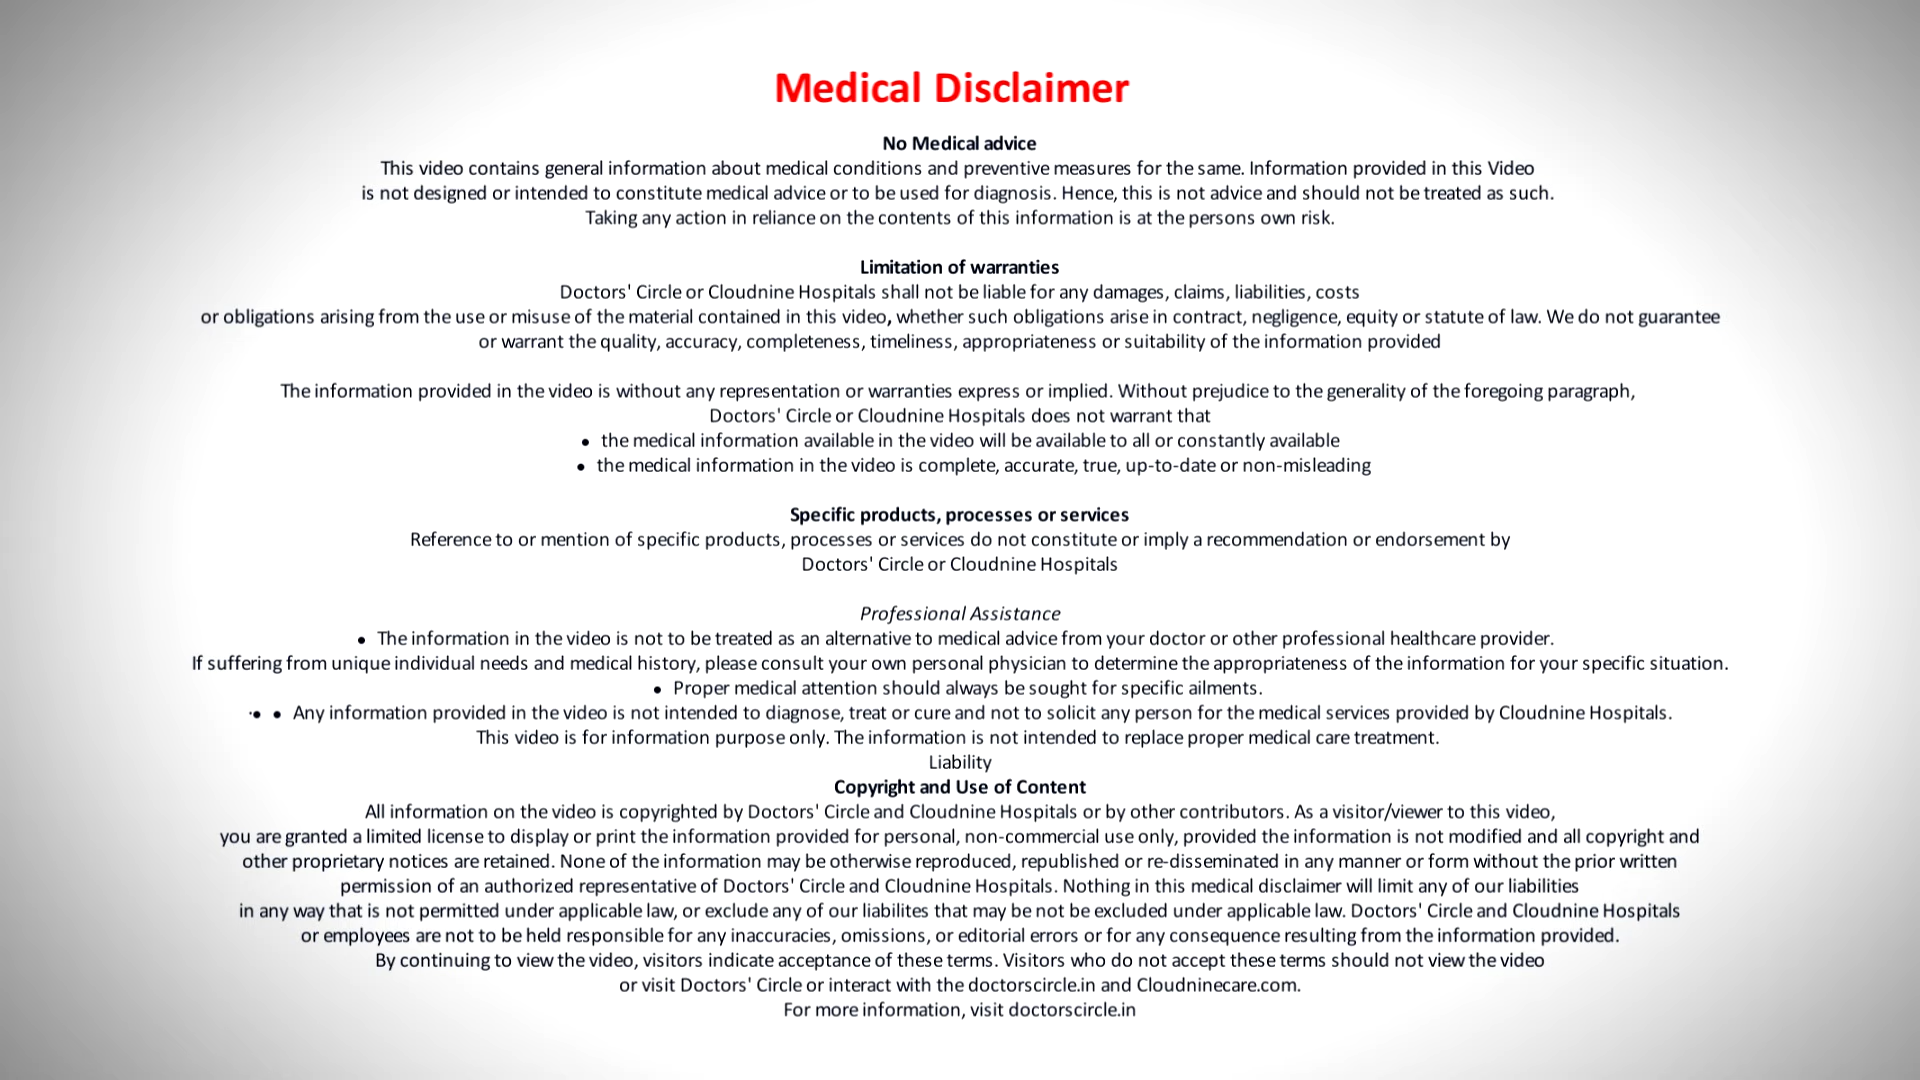 Medical Disclaimer
No Medical advice
This video contains general information about medical conditions and preventive measures for the same. Information provided in this Video
is not designed or intended to constitute medical advice or to be used for diagnosis. Hence, this is not advice and should not be treated as such.
Taking any action in reliance on the contents of this information is at the persons own risk.
Limitation of warranties
Doctors' Circle or Cloudnine Hospitals shall not be liable for any damages, claims, liabilities, costs
or obligations arising from the use or misuse of the material contained in this video, whether such obligations arise in contract, negligence, equity or statute of law. We do not guarantee
or warrant the quality, accuracy, completeness, timeliness, appropriateness or suitability of the information provided
The information provided in the video is without any representation or warranties express or implied. Without prejudice to the generality of the foregoing paragraph,
Doctors' Circle or Cloudnine Hospitals does not warrant that
• the medical information available in the video will be available to all or constantly available
• the medical information in the video is complete, accurate, true, up-to-date or non-misleading
Specific products, processes or services
Reference to or mention of specific products, processes or services do not constitute or imply a recommendation or endorsement by
Doctors' Circle or Cloudnine Hospitals
Professional Assistance
• The information in the video is not to be treated as an alternative to medical advice from your doctor or other professional healthcare provider.
If suffering from unique individual needs and medical history, please consult your own personal physician to determine the appropriateness of the information for your specific situation.
• Proper medical attention should always be sought for specific ailments.
·• • Any information provided in the video is not intended to diagnose, treat or cure and not to solicit any person for the medical services provided by Cloudnine Hospitals.
This video is for information purpose only. The information is not intended to replace proper medical care treatment.
Liability
Copyright and Use of Content
All information on the video is copyrighted by Doctors' Circle and Cloudnine Hospitals or by other contributors. As a visitor/viewer to this video,
you are granted a limited license to display or print the information provided for personal, non-commercial use only, provided the information is not modified and all copyright and
other proprietary notices are retained. None of the information may be otherwise reproduced, republished or re-disseminated in any manner or form without the prior written
permission of an authorized representative of Doctors' Circle and Cloudnine Hospitals. Nothing in this medical disclaimer will limit any of our liabilities
in any way that is not permitted under applicable law, or exclude any of our liabilites that may be not be excluded under applicable law. Doctors' Circle and Cloudnine Hospitals
or employees are not to be held responsible for any inaccuracies, omissions, or editorial errors or for any consequence resulting from the information provided.
By continuing to view the video, visitors indicate acceptance of these terms. Visitors who do not accept these terms should not view the video
or visit Doctors' Circle or interact with the doctorscircle.in and Cloudninecare.com.
For more information, visit doctorscircle.in